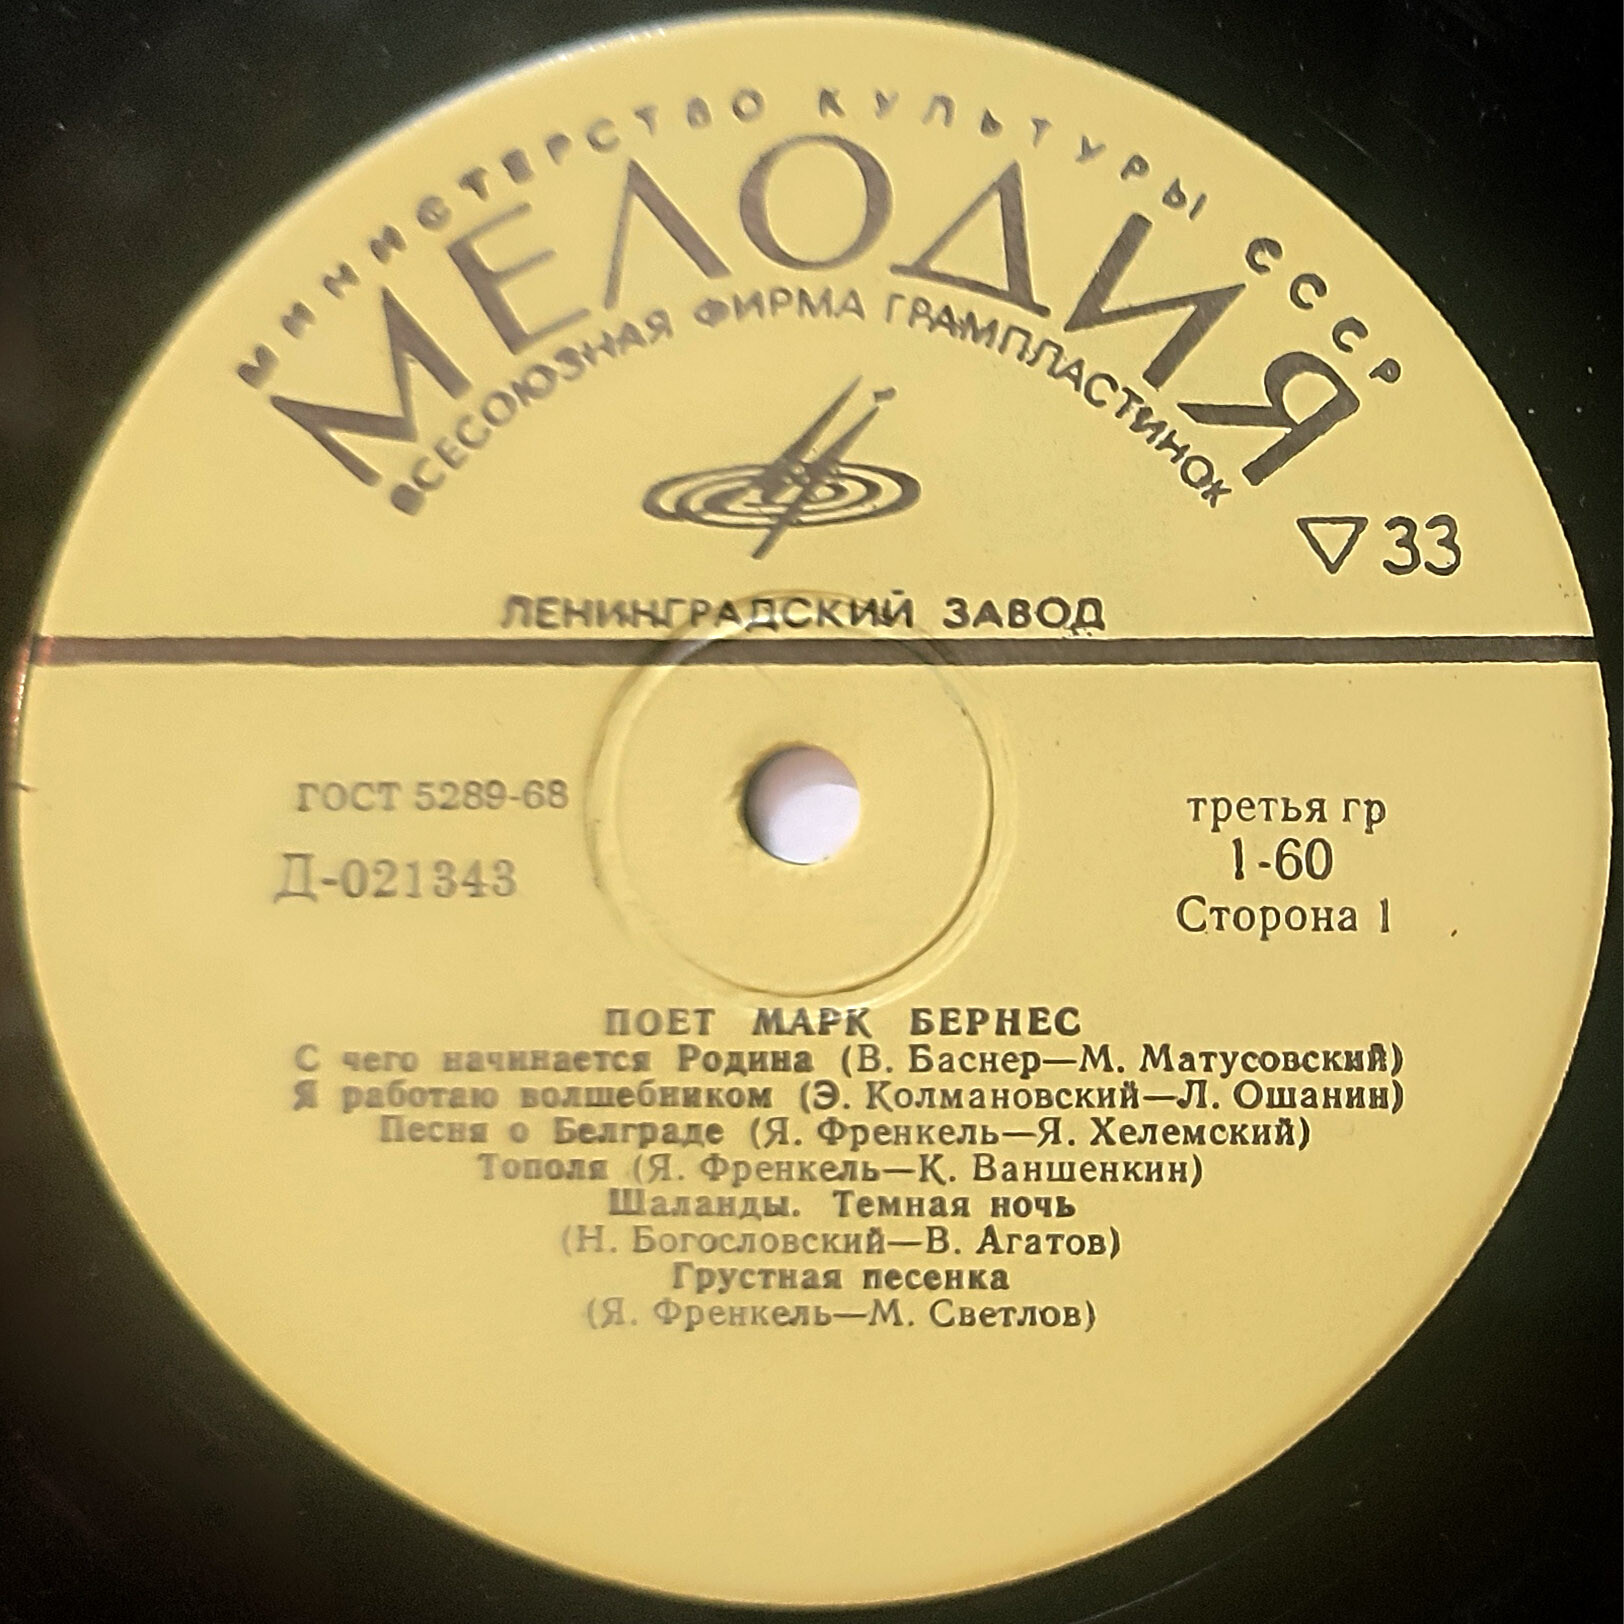 МИНИСТЕРСТВО КУЛЬТУРЫ СССР
МЕЛОДИЯ
ВСЕСОЮЗНАЯ ФИРМА ГРАМПЛАСТИНОК
▽ 33
ЛЕНИНГРАДСКИЙ ЗАВОД
ГОСТ 5289-68
Д-021343
третья гр
1-60
Сторона 1
ПОЕТ МАРК БЕРНЕС
С чего начинается Родина (В. Баснер—М. Матусовский)
Я работаю волшебником (Э. Колмановский—Л. Ошанин)
Песня о Белграде (Я. Френкель—Я. Хелемский)
Тополя (Я. Френкель—К. Ваншенкин)
Шаланды. Темная ночь
(Н. Богословский—В. Агатов)
Грустная песенка
(Я. Френкель—М. Светлов)